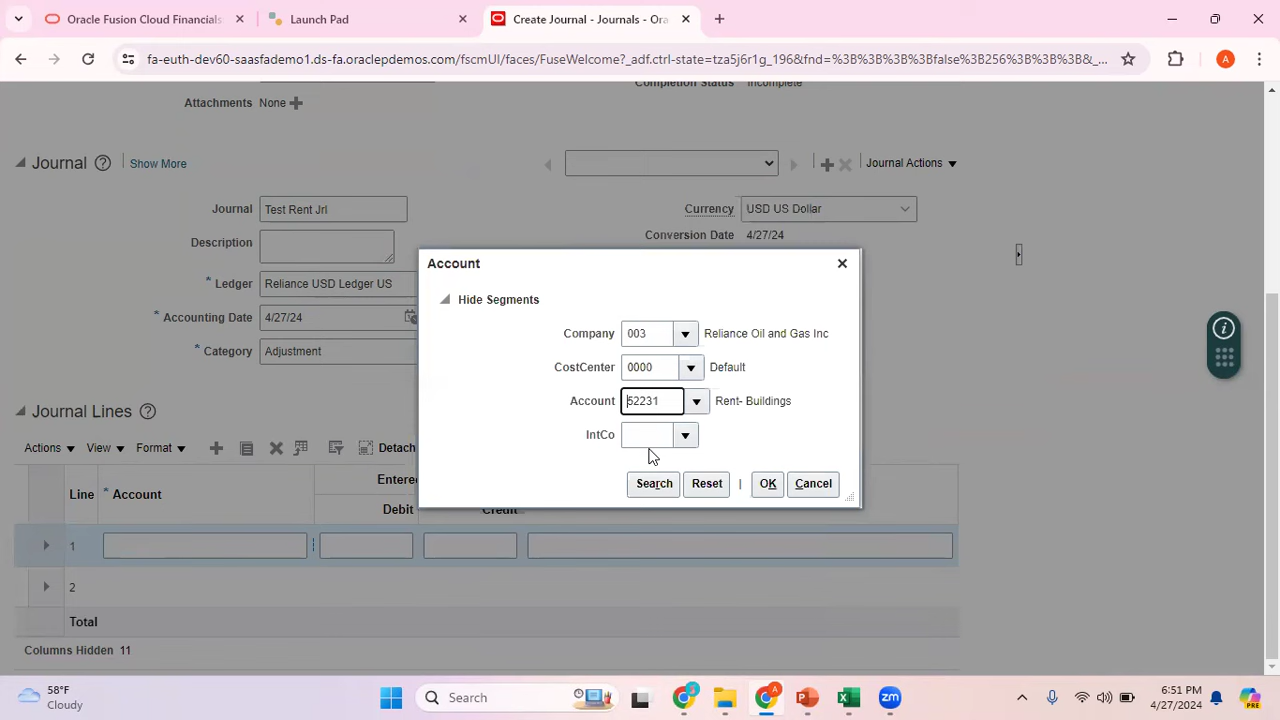 Oracle Fusion Cloud Financials
Launch Pad
Create Journal - Journals - Ora
fa-euth-dev60-saasfademo1.ds-fa.oraclepdemos.com/fscmUI/faces/FuseWelcome?_adf.ctrl-state=tza5j6r1g_196&fnd=%3B%3B%3B%3Bfalse%3B256%3B%3B%3B&_...
A
Attachments None
Completion Status Incomplete
Journal Show More
Journal Actions
Journal Test Rent Jrl
Currency USD US Dollar
Description
Conversion Date 4/27/24
* Ledger Reliance USD Ledger US
* Accounting Date 4/27/24
* Category Adjustment
Account
Hide Segments
Company 003 Reliance Oil and Gas Inc
CostCenter 0000 Default
Account 52231 Rent- Buildings
IntCo
Search Reset | OK Cancel
Journal Lines
Actions View Format Detach
Line * Account
Entered
Debit Credit
1
2
Total
Columns Hidden 11
58°F
Cloudy
Search
6:51 PM
4/27/2024